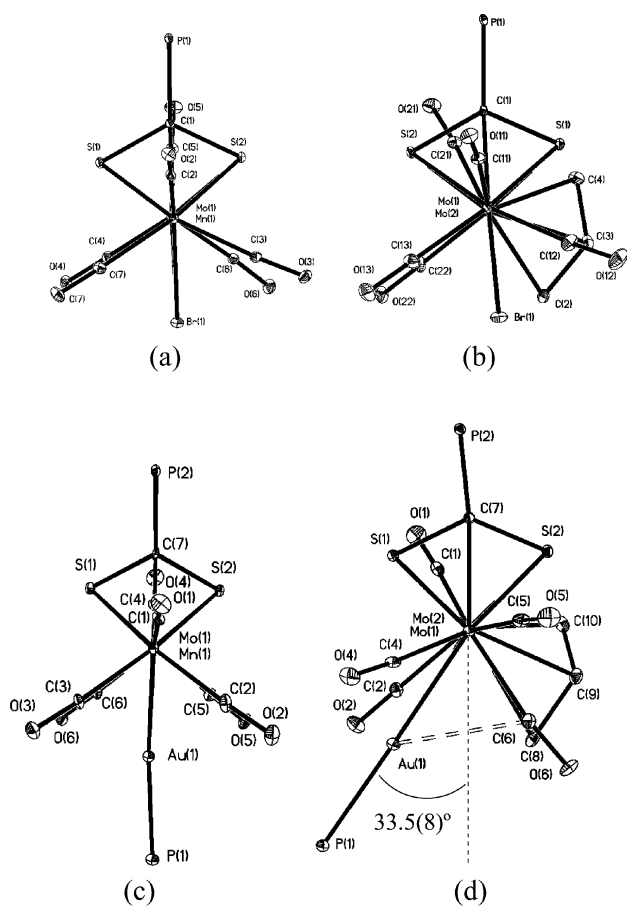 P(1)
O(5)
C(1)
S(1)
C(5)
O(2)
S(2)
C(2)
Mo(1)
Mn(1)
C(4)
C(3)
O(4)
C(7)
C(6)
O(3)
C(7)
O(6)
Br(1)
(a)
P(1)
O(21)
C(1)
O(11)
S(2)
S(1)
C(21)
C(11)
C(4)
Mo(1)
Mo(2)
C(13)
C(3)
O(13)
C(22)
C(12)
O(12)
O(22)
Br(1)
C(2)
(b)
P(2)
S(1)
C(7)
S(2)
O(4)
C(4)
O(1)
C(1)
Mo(1)
Mn(1)
O(3)
C(3)
C(6)
C(2)
C(5)
O(2)
O(6)
O(5)
Au(1)
P(1)
(c)
P(2)
O(1)
C(7)
S(1)
S(2)
C(1)
O(5)
Mo(2)
C(5)
C(10)
Mo(1)
O(4)
C(4)
C(2)
C(9)
O(2)
C(6)
Au(1)
C(8)
O(6)
33.5(8)º
P(1)
(d)